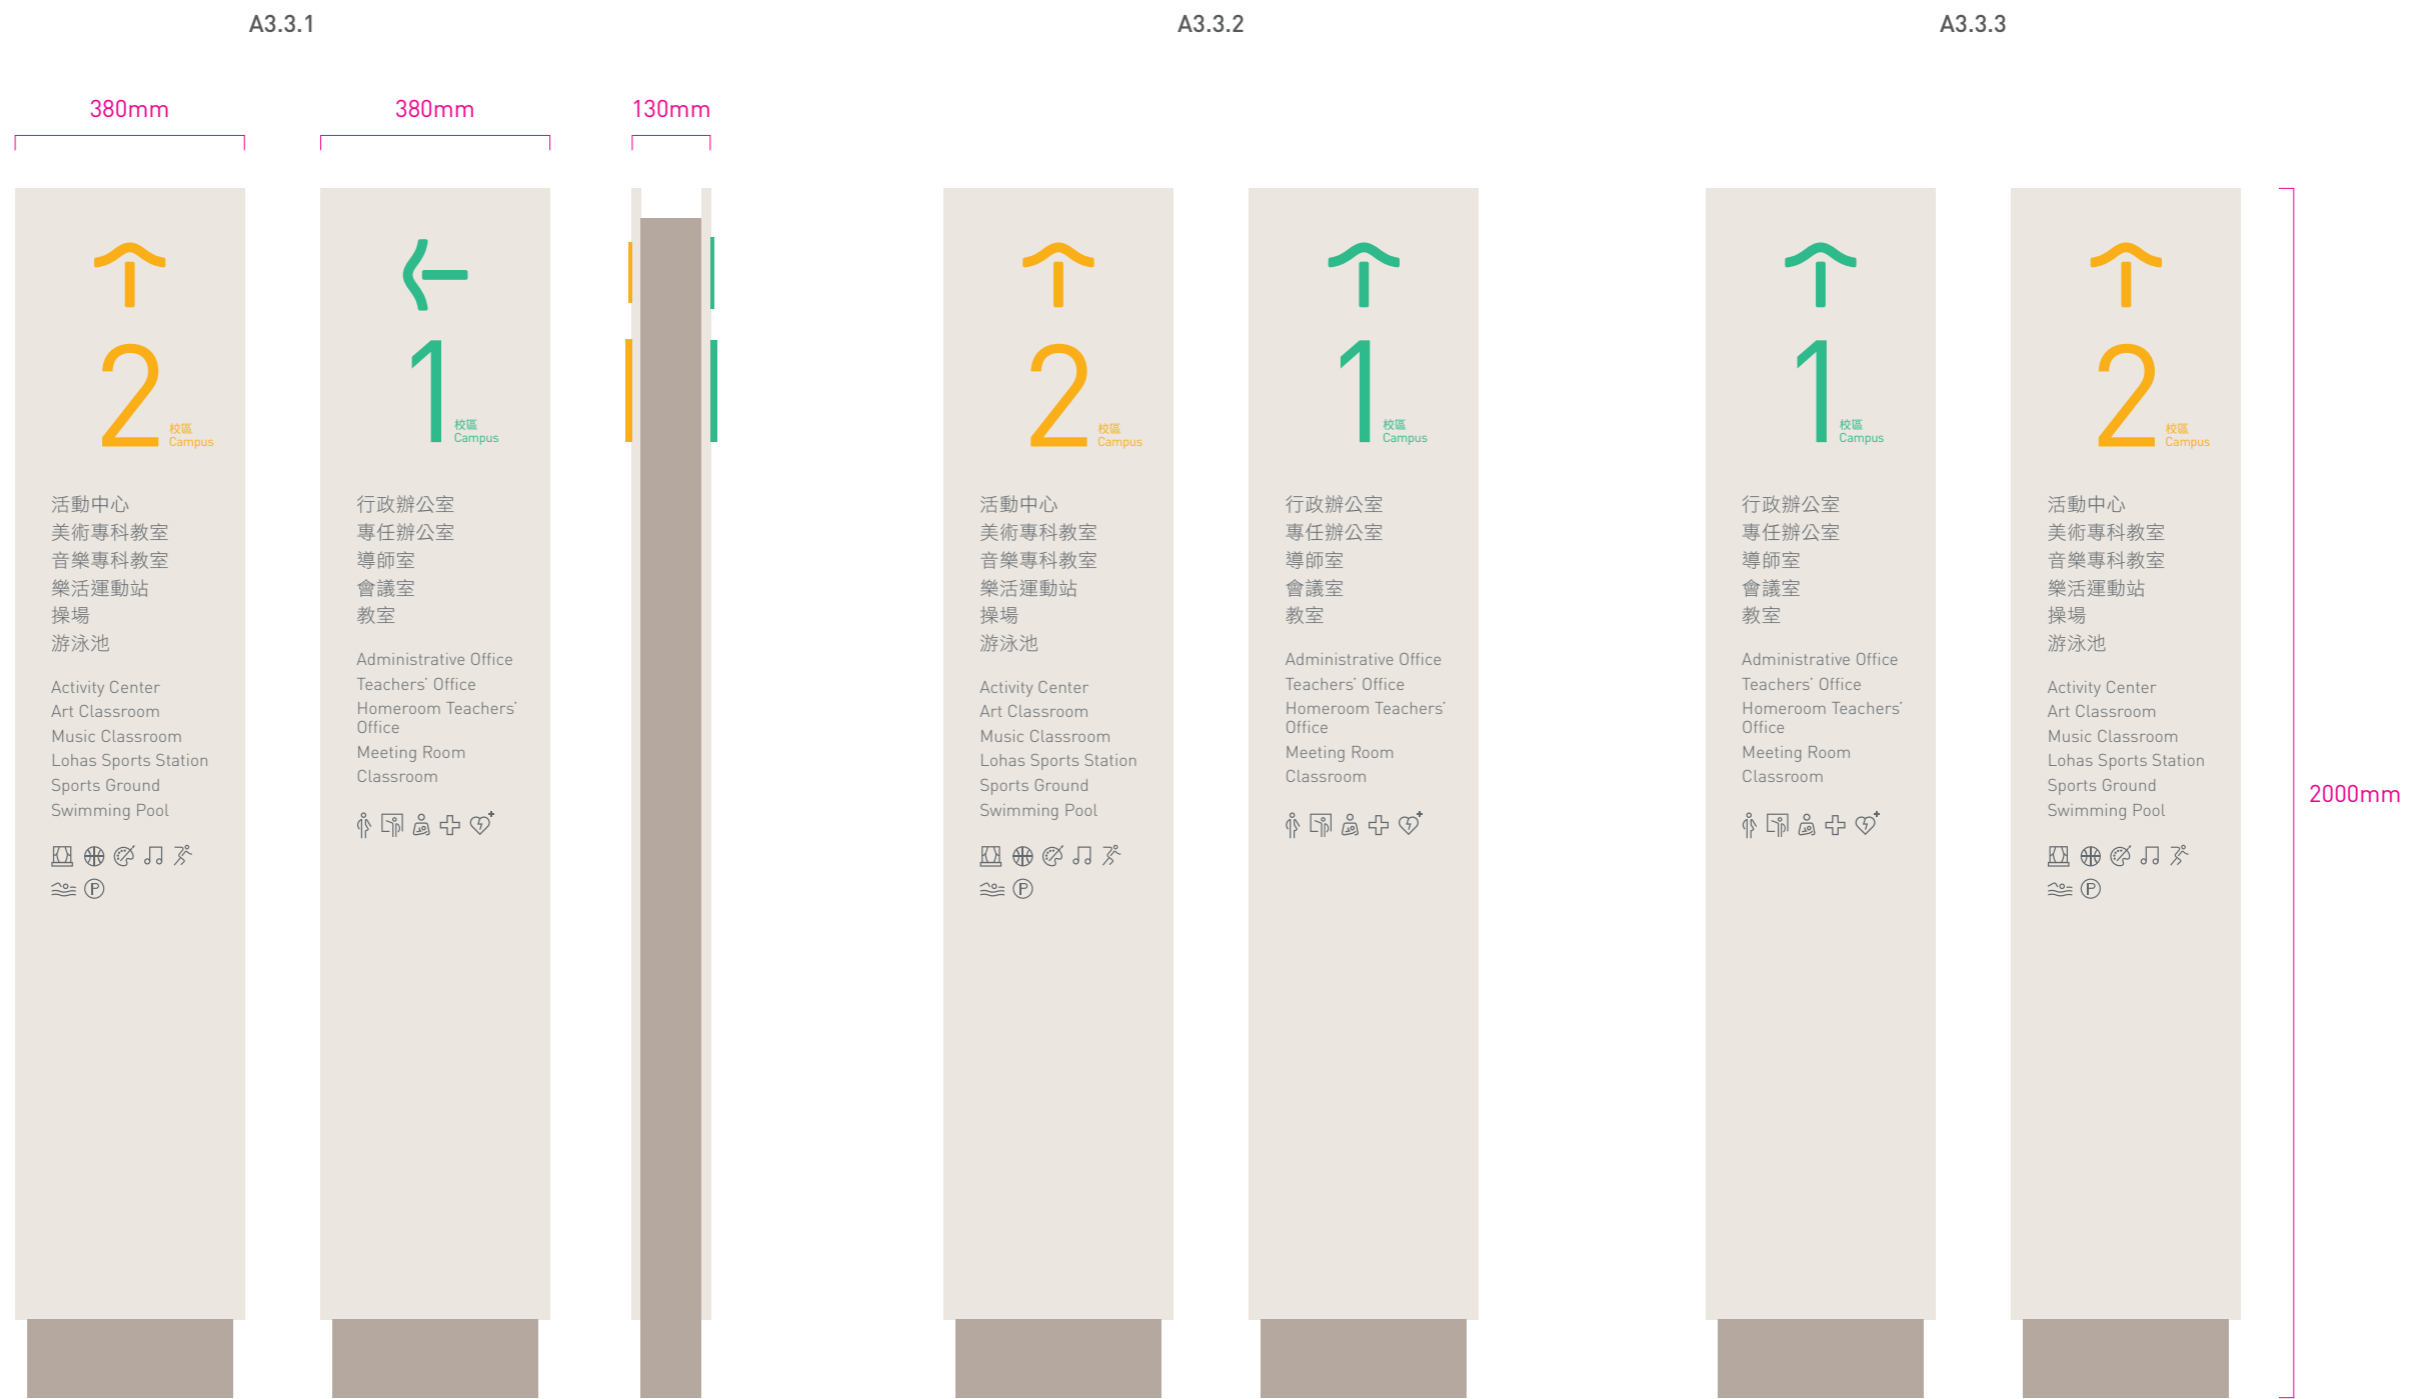 A3.3.1
A3.3.2
A3.3.3
380mm
380mm
130mm
2
校區
Campus
活動中心
美術專科教室
音樂專科教室
樂活運動站
操場
游泳池
Activity Center
Art Classroom
Music Classroom
Lohas Sports Station
Sports Ground
Swimming Pool
P
1
校區
Campus
行政辦公室
專任辦公室
導師室
會議室
教室
Administrative Office
Teachers' Office
Homeroom Teachers'
Office
Meeting Room
Classroom
2
校區
Campus
活動中心
美術專科教室
音樂專科教室
樂活運動站
操場
游泳池
Activity Center
Art Classroom
Music Classroom
Lohas Sports Station
Sports Ground
Swimming Pool
P
1
校區
Campus
行政辦公室
專任辦公室
導師室
會議室
教室
Administrative Office
Teachers' Office
Homeroom Teachers'
Office
Meeting Room
Classroom
1
校區
Campus
行政辦公室
專任辦公室
導師室
會議室
教室
Administrative Office
Teachers' Office
Homeroom Teachers'
Office
Meeting Room
Classroom
2
校區
Campus
活動中心
美術專科教室
音樂專科教室
樂活運動站
操場
游泳池
Activity Center
Art Classroom
Music Classroom
Lohas Sports Station
Sports Ground
Swimming Pool
P
2000mm